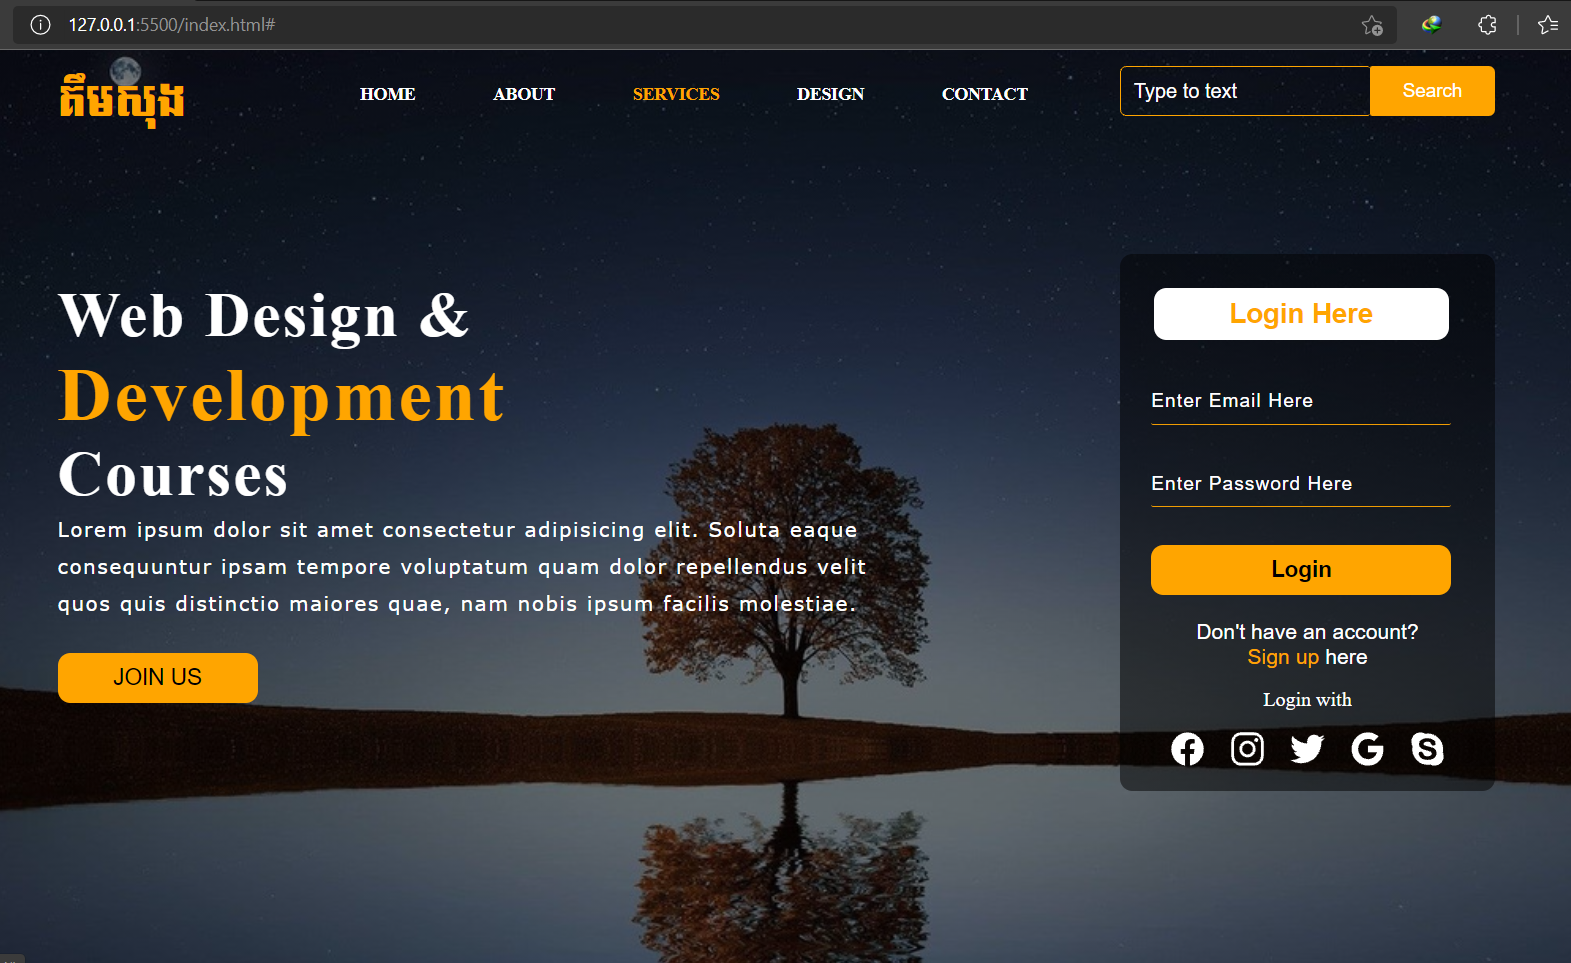 127.0.0.1:5500/index.html#
គឹមសុង
HOME ABOUT SERVICES DESIGN CONTACT
Type to text Search
Web Design &
Development
Courses
Lorem ipsum dolor sit amet consectetur adipisicing elit. Soluta eaque
consequuntur ipsam tempore voluptatum quam dolor repellendus velit
quos quis distinctio maiores quae, nam nobis ipsum facilis molestiae.
JOIN US
Login Here
Enter Email Here
Enter Password Here
Login
Don't have an account?
Sign up here
Login with